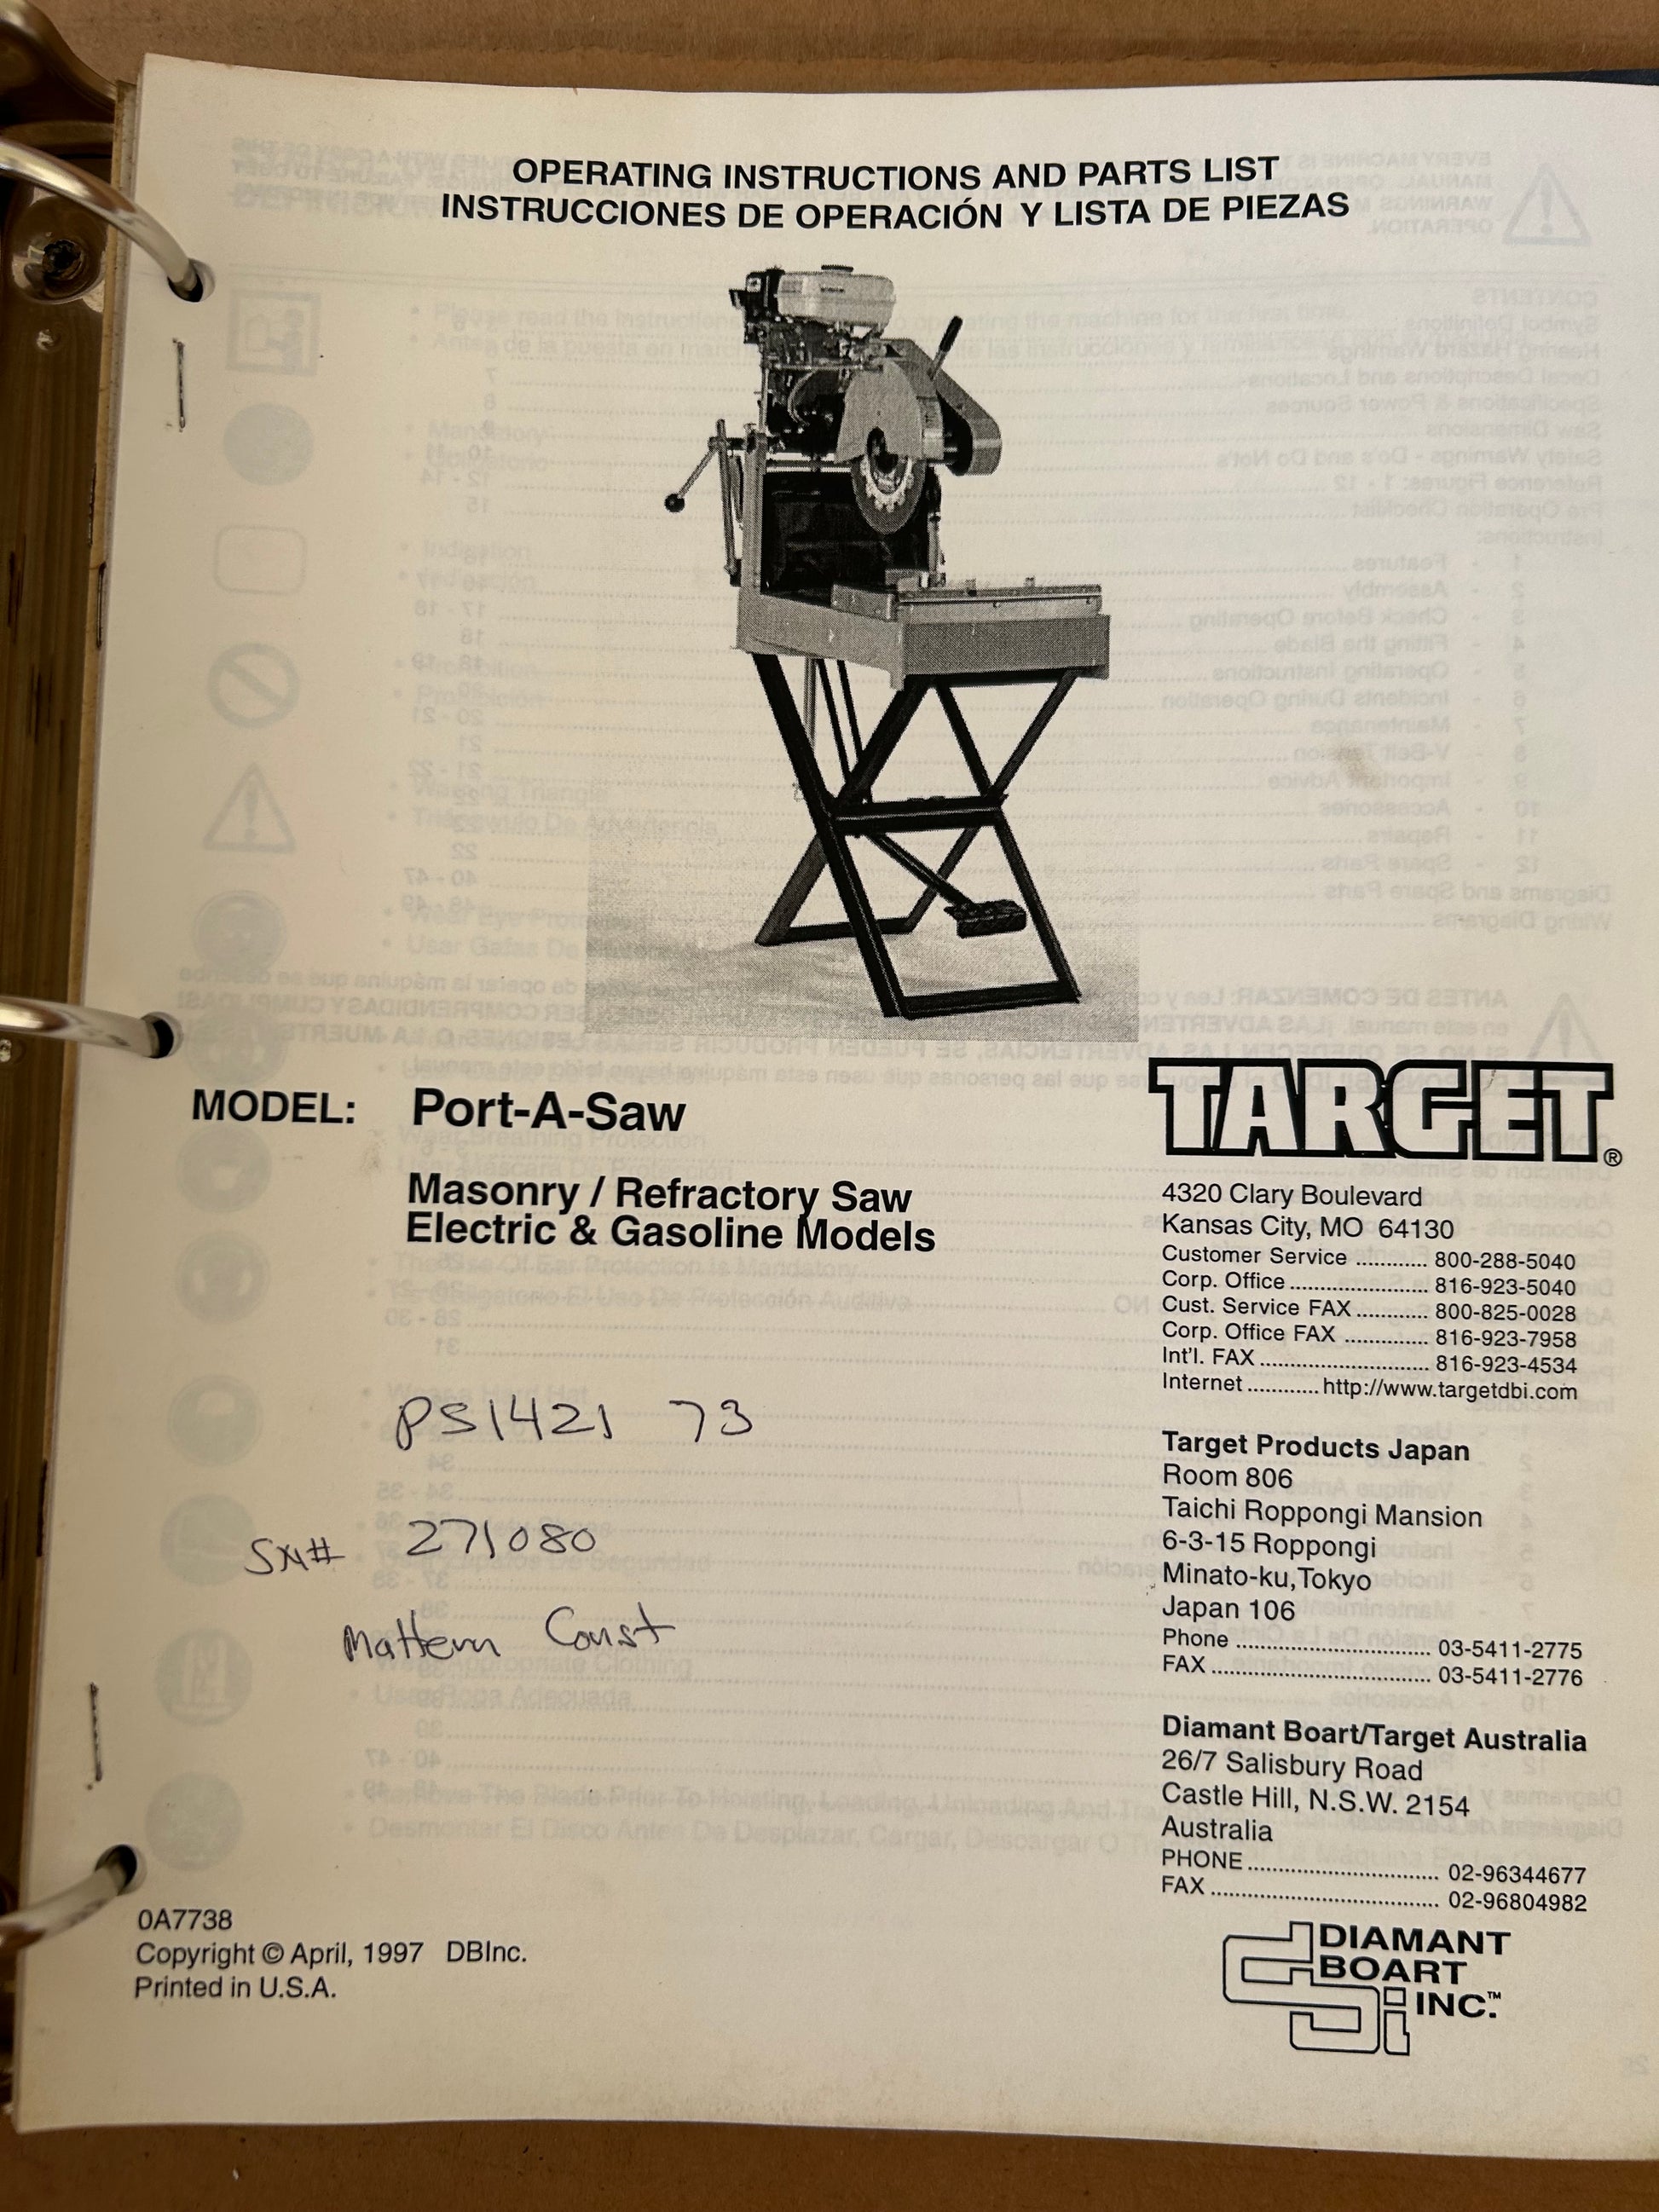 OPERATING INSTRUCTIONS AND PARTS LIST
INSTRUCCIONES DE OPERACIÓN Y LISTA DE PIEZAS
MODEL: Port-A-Saw
Masonry / Refractory Saw
Electric & Gasoline Models
PS1421 73
271080
Mattern Const
0A7738
Copyright © April, 1997 DBInc.
Printed in U.S.A.
TARGET®
4320 Clary Boulevard
Kansas City, MO 64130
Customer Service ............ 800-288-5040
Corp. Office ....................... 816-923-5040
Cust. Service FAX ............ 800-825-0028
Corp. Office FAX .............. 816-923-7958
Int'l. FAX ............................ 816-923-4534
Internet ............ http://www.targetdbi.com
Target Products Japan
Room 806
Taichi Roppongi Mansion
6-3-15 Roppongi
Minato-ku,Tokyo
Japan 106
Phone ................................ 03-5411-2775
FAX .................................... 03-5411-2776
Diamant Boart/Target Australia
26/7 Salisbury Road
Castle Hill, N.S.W. 2154
Australia
PHONE ................................ 02-96344677
FAX ...................................... 02-96804982
DIAMANT
BOART
INC.™